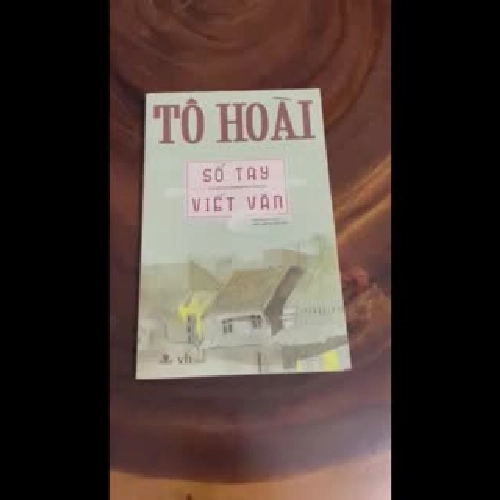 TÔ HOÀI
SỔ TAY
VIẾT VĂN